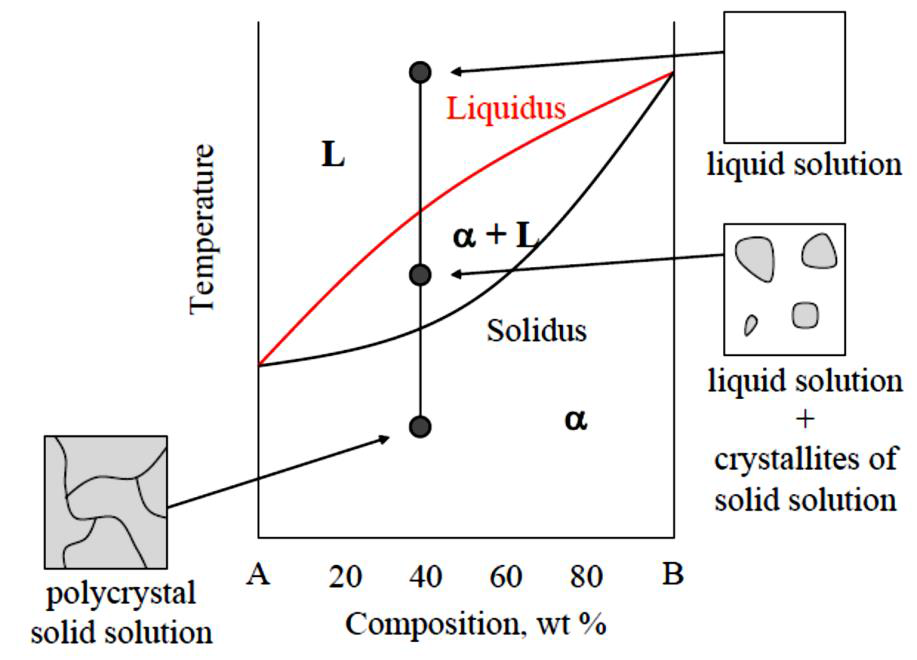 Temperature
L
Liquidus
α + L
Solidus
α
liquid solution
liquid solution
+
crystallites of
solid solution
polycrystal
solid solution
A 20 40 60 80 B
Composition, wt %